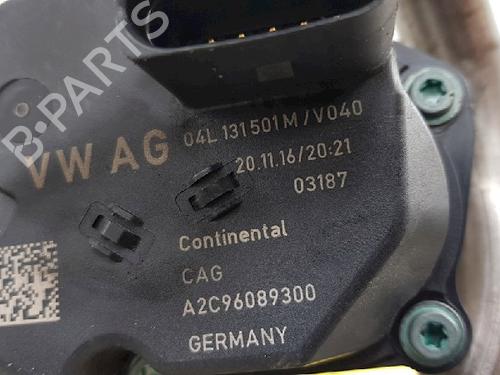 B-PARTS
VW AG
04L 131 501 M / V040
20.11.16/20:21
03187
Continental
CAG
A2C96089300
GERMANY